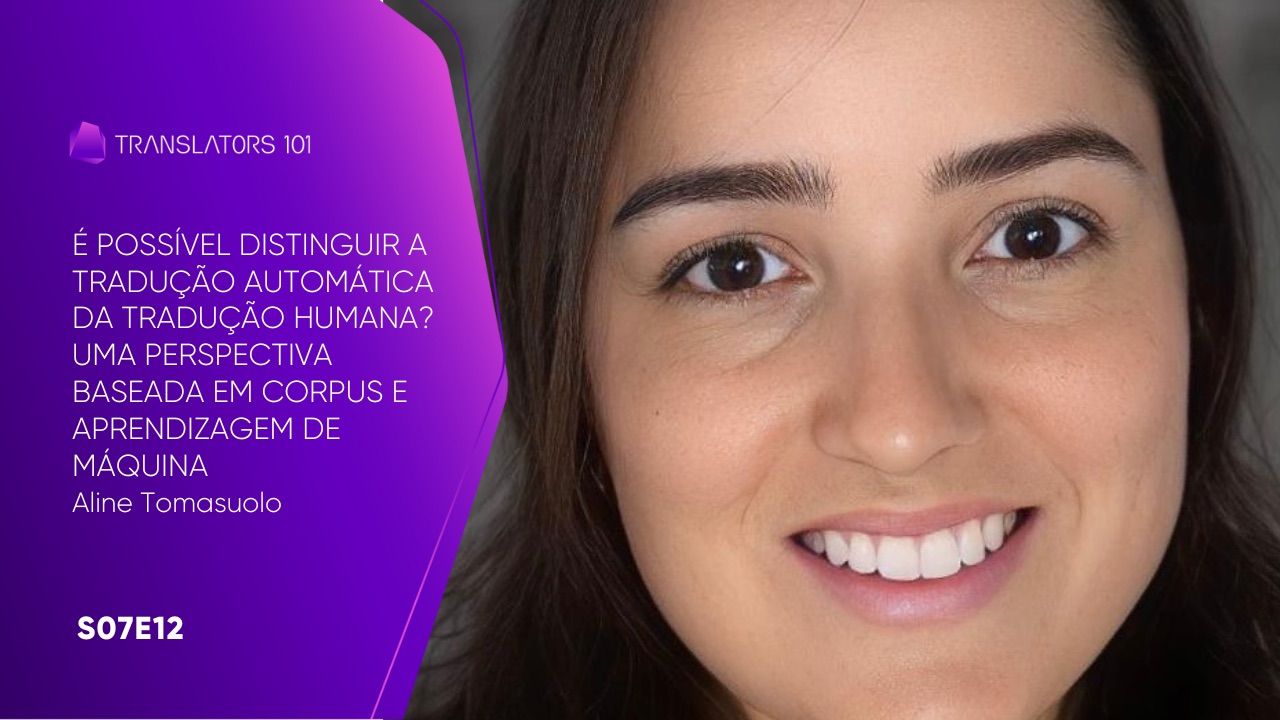 TRANSLATORS 101
É POSSÍVEL DISTINGUIR A
TRADUÇÃO AUTOMÁTICA
DA TRADUÇÃO HUMANA?
UMA PERSPECTIVA
BASEADA EM CORPUS E
APRENDIZAGEM DE
MÁQUINA
Aline Tomasuolo
S07E12